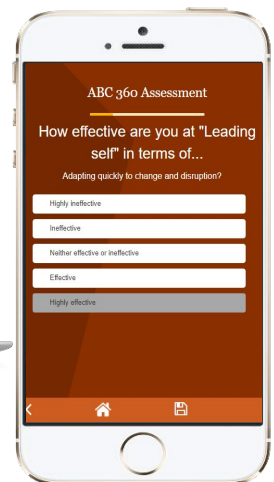 ABC 360 Assessment
How effective are you at "Leading
self" in terms of...
Adapting quickly to change and disruption?
Highly ineffective
Ineffective
Neither effective or ineffective
Effective
Highly effective